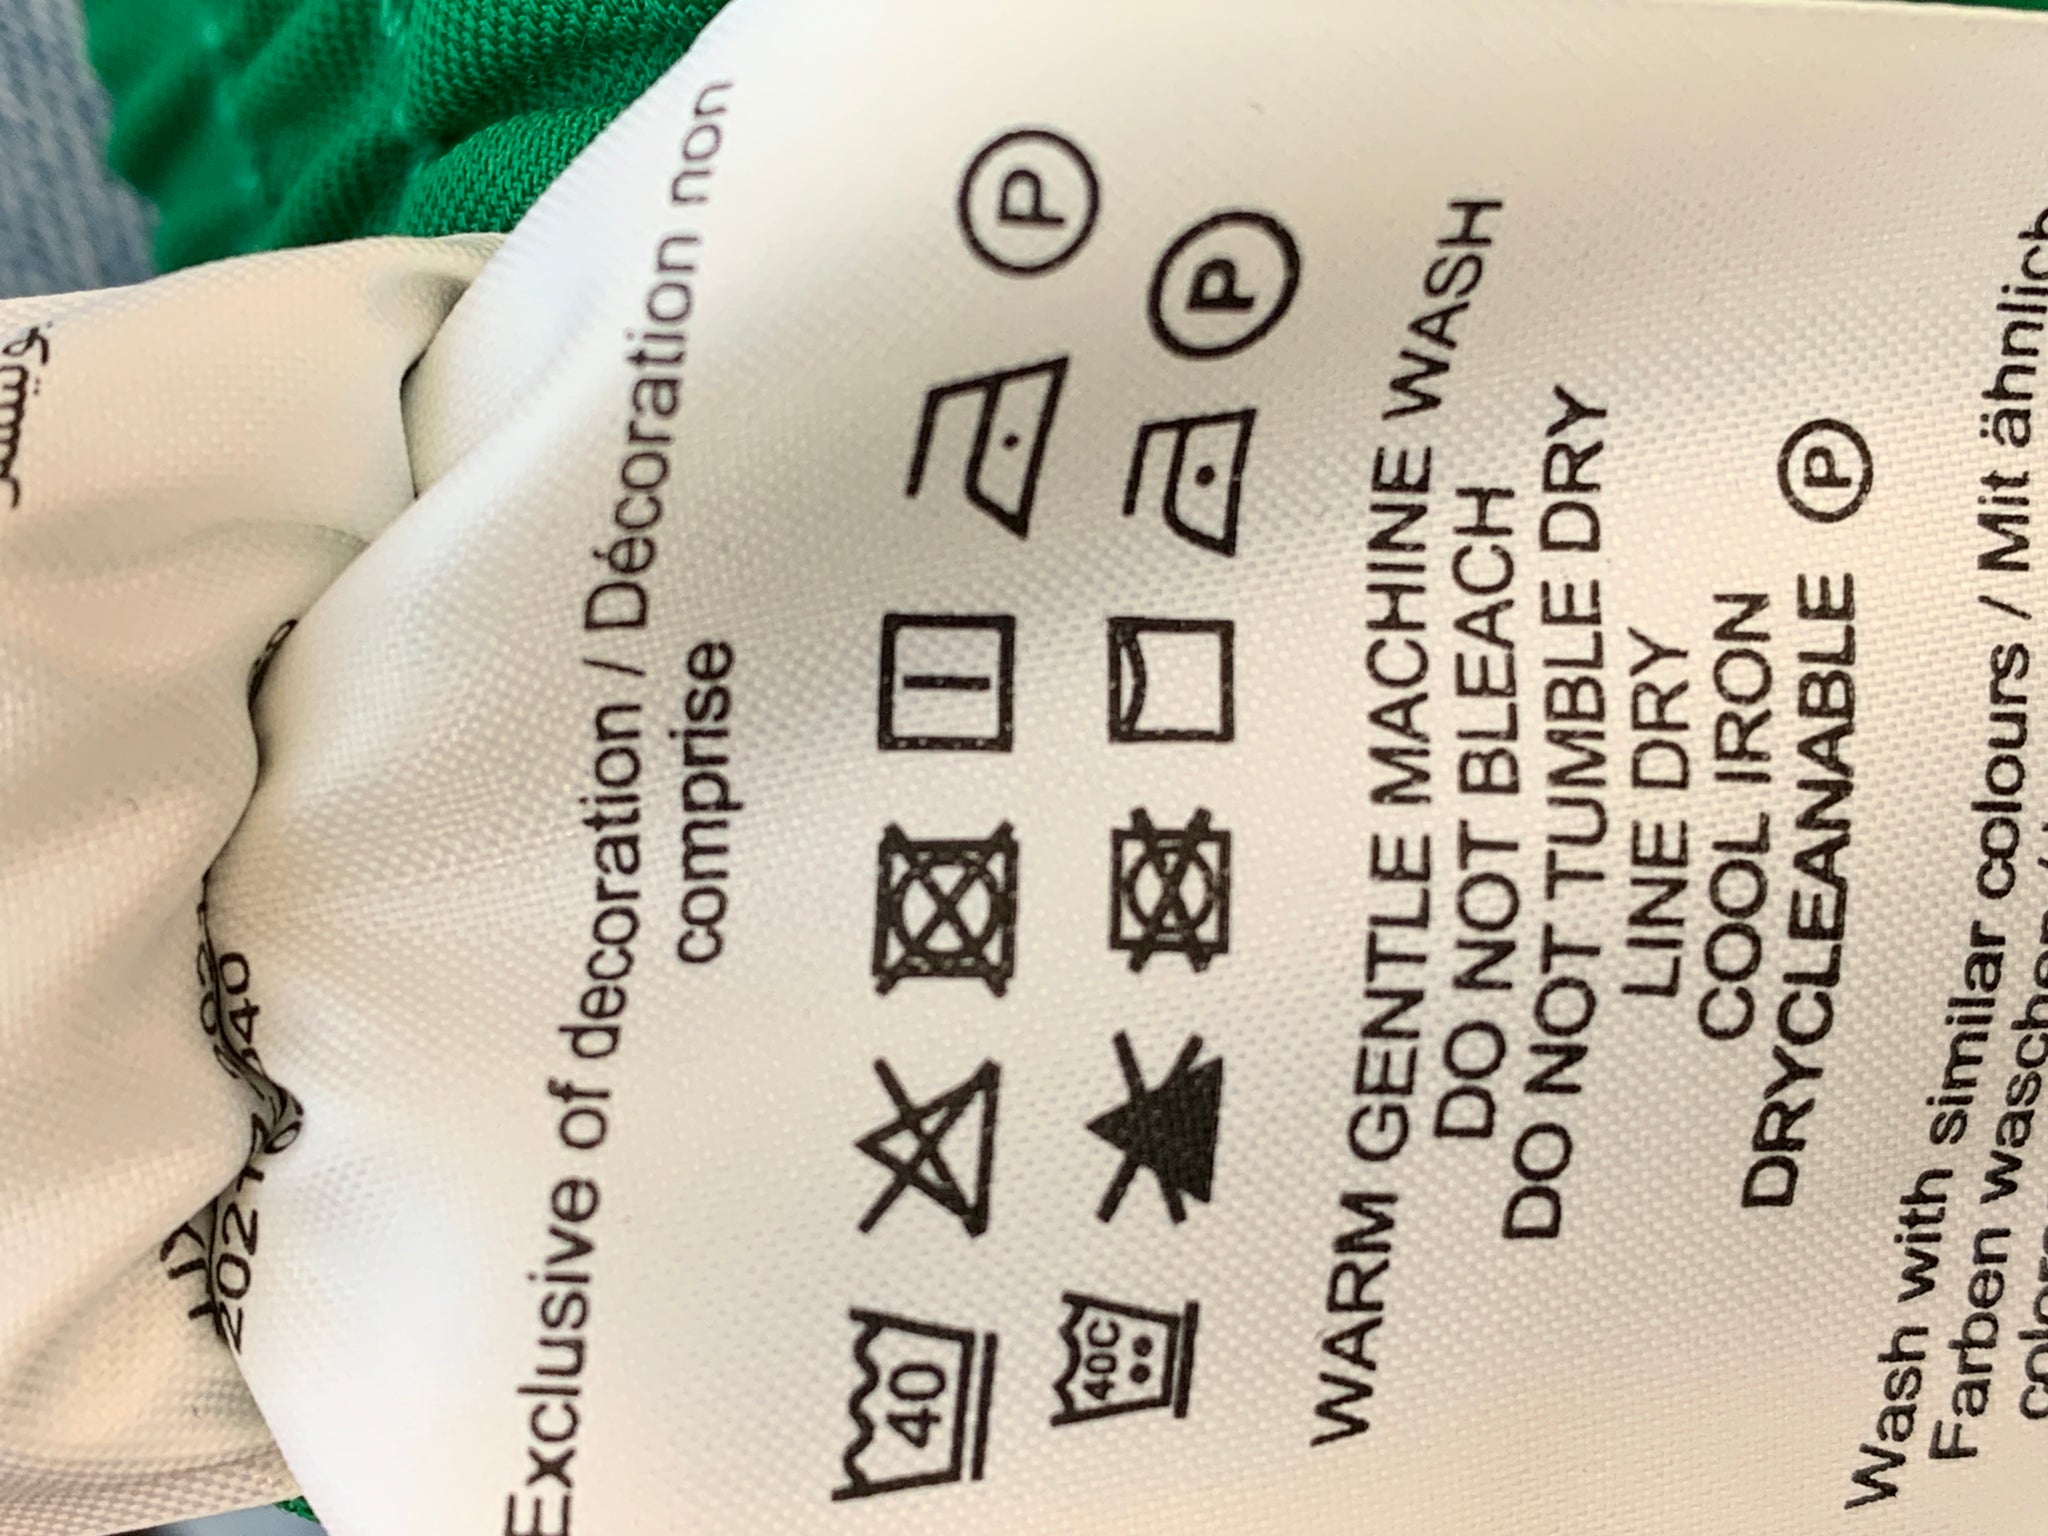 Exclusive of decoration / Décoration non
comprise
40 P
40C P
WARM GENTLE MACHINE WASH
DO NOT BLEACH
DO NOT TUMBLE DRY
LINE DRY
COOL IRON
DRYCLEANABLE P
Wash with similar colours / Mit ähnlich
Farben waschen